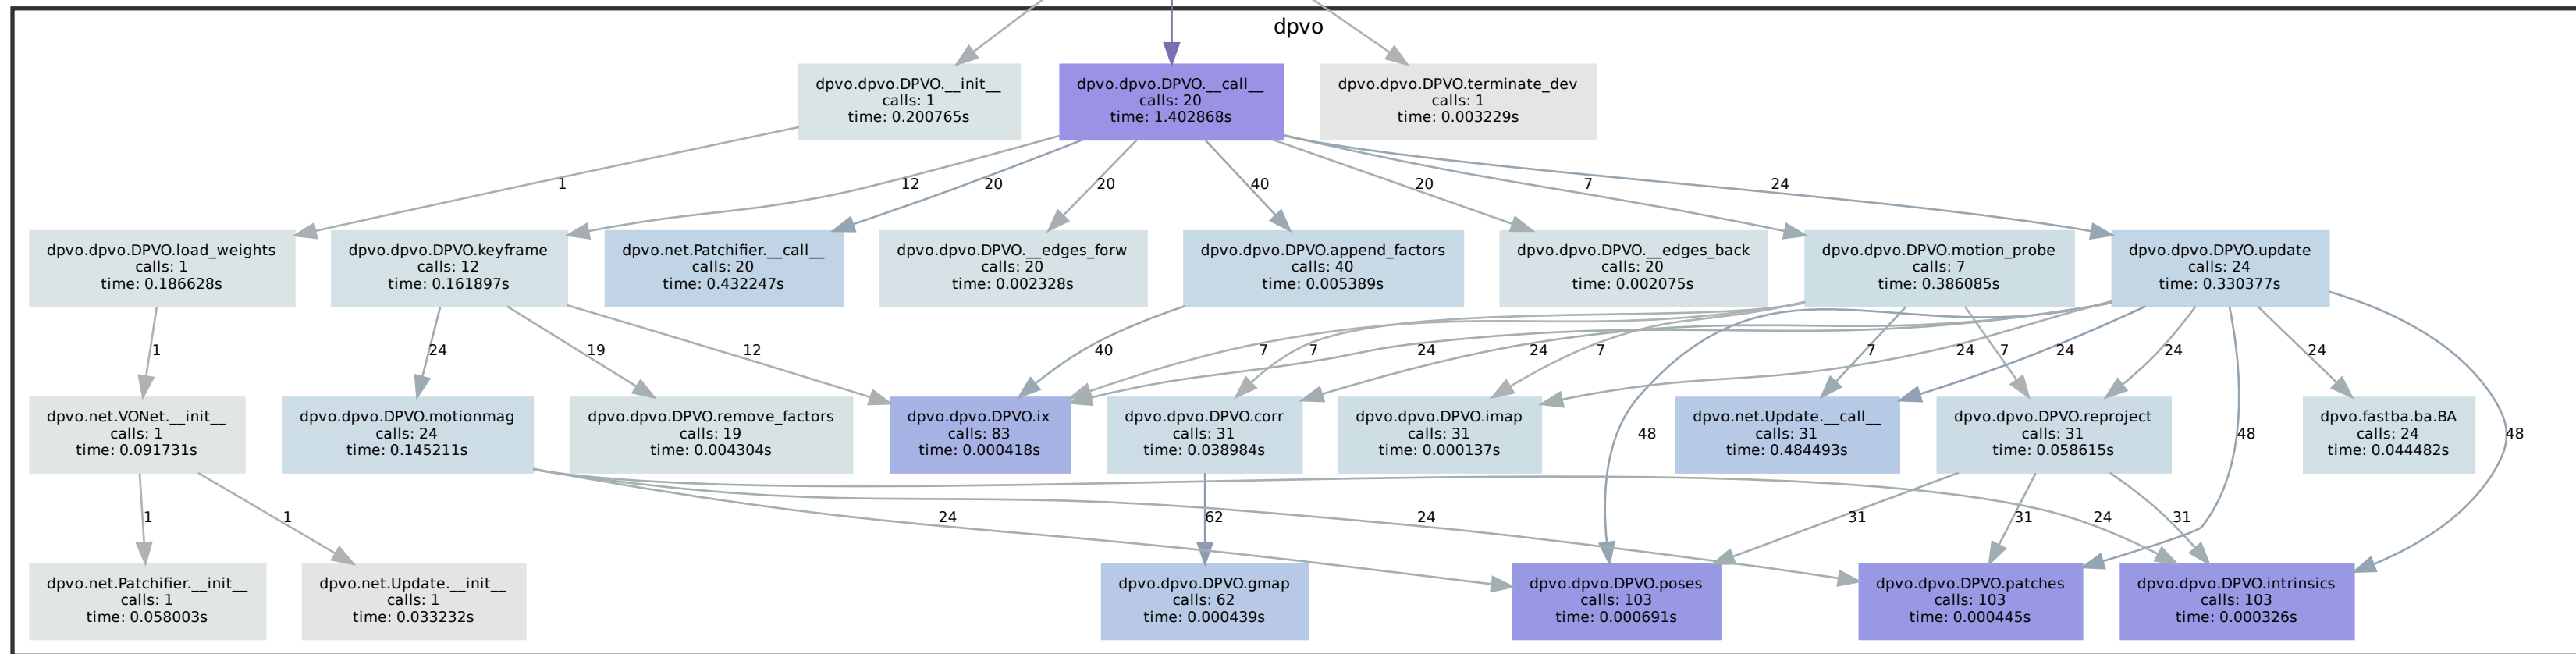 dpvo
dpvo.dpvo.DPVO.__init__
calls: 1
time: 0.200765s
dpvo.dpvo.DPVO.__call__
calls: 20
time: 1.402868s
dpvo.dpvo.DPVO.terminate_dev
calls: 1
time: 0.003229s
1
12
20
20
40
20
7
24
dpvo.dpvo.DPVO.load_weights
calls: 1
time: 0.186628s
dpvo.dpvo.DPVO.keyframe
calls: 12
time: 0.161897s
dpvo.net.Patchifier.__call__
calls: 20
time: 0.432247s
dpvo.dpvo.DPVO.__edges_forw
calls: 20
time: 0.002328s
dpvo.dpvo.DPVO.append_factors
calls: 40
time: 0.005389s
dpvo.dpvo.DPVO.__edges_back
calls: 20
time: 0.002075s
dpvo.dpvo.DPVO.motion_probe
calls: 7
time: 0.386085s
dpvo.dpvo.DPVO.update
calls: 24
time: 0.330377s
1
24
19
12
40
7
7
24
24
7
48
24
7
7
24
24
24
48
48
dpvo.net.VONet.__init__
calls: 1
time: 0.091731s
dpvo.dpvo.DPVO.motionmag
calls: 24
time: 0.145211s
dpvo.dpvo.DPVO.remove_factors
calls: 19
time: 0.004304s
dpvo.dpvo.DPVO.ix
calls: 83
time: 0.000418s
dpvo.dpvo.DPVO.corr
calls: 31
time: 0.038984s
dpvo.dpvo.DPVO.imap
calls: 31
time: 0.000137s
dpvo.net.Update.__call__
calls: 31
time: 0.484493s
dpvo.dpvo.DPVO.reproject
calls: 31
time: 0.058615s
dpvo.fastba.ba.BA
calls: 24
time: 0.044482s
1
1
24
62
24
31
31
24
31
dpvo.net.Patchifier.__init__
calls: 1
time: 0.058003s
dpvo.net.Update.__init__
calls: 1
time: 0.033232s
dpvo.dpvo.DPVO.gmap
calls: 62
time: 0.000439s
dpvo.dpvo.DPVO.poses
calls: 103
time: 0.000691s
dpvo.dpvo.DPVO.patches
calls: 103
time: 0.000445s
dpvo.dpvo.DPVO.intrinsics
calls: 103
time: 0.000326s